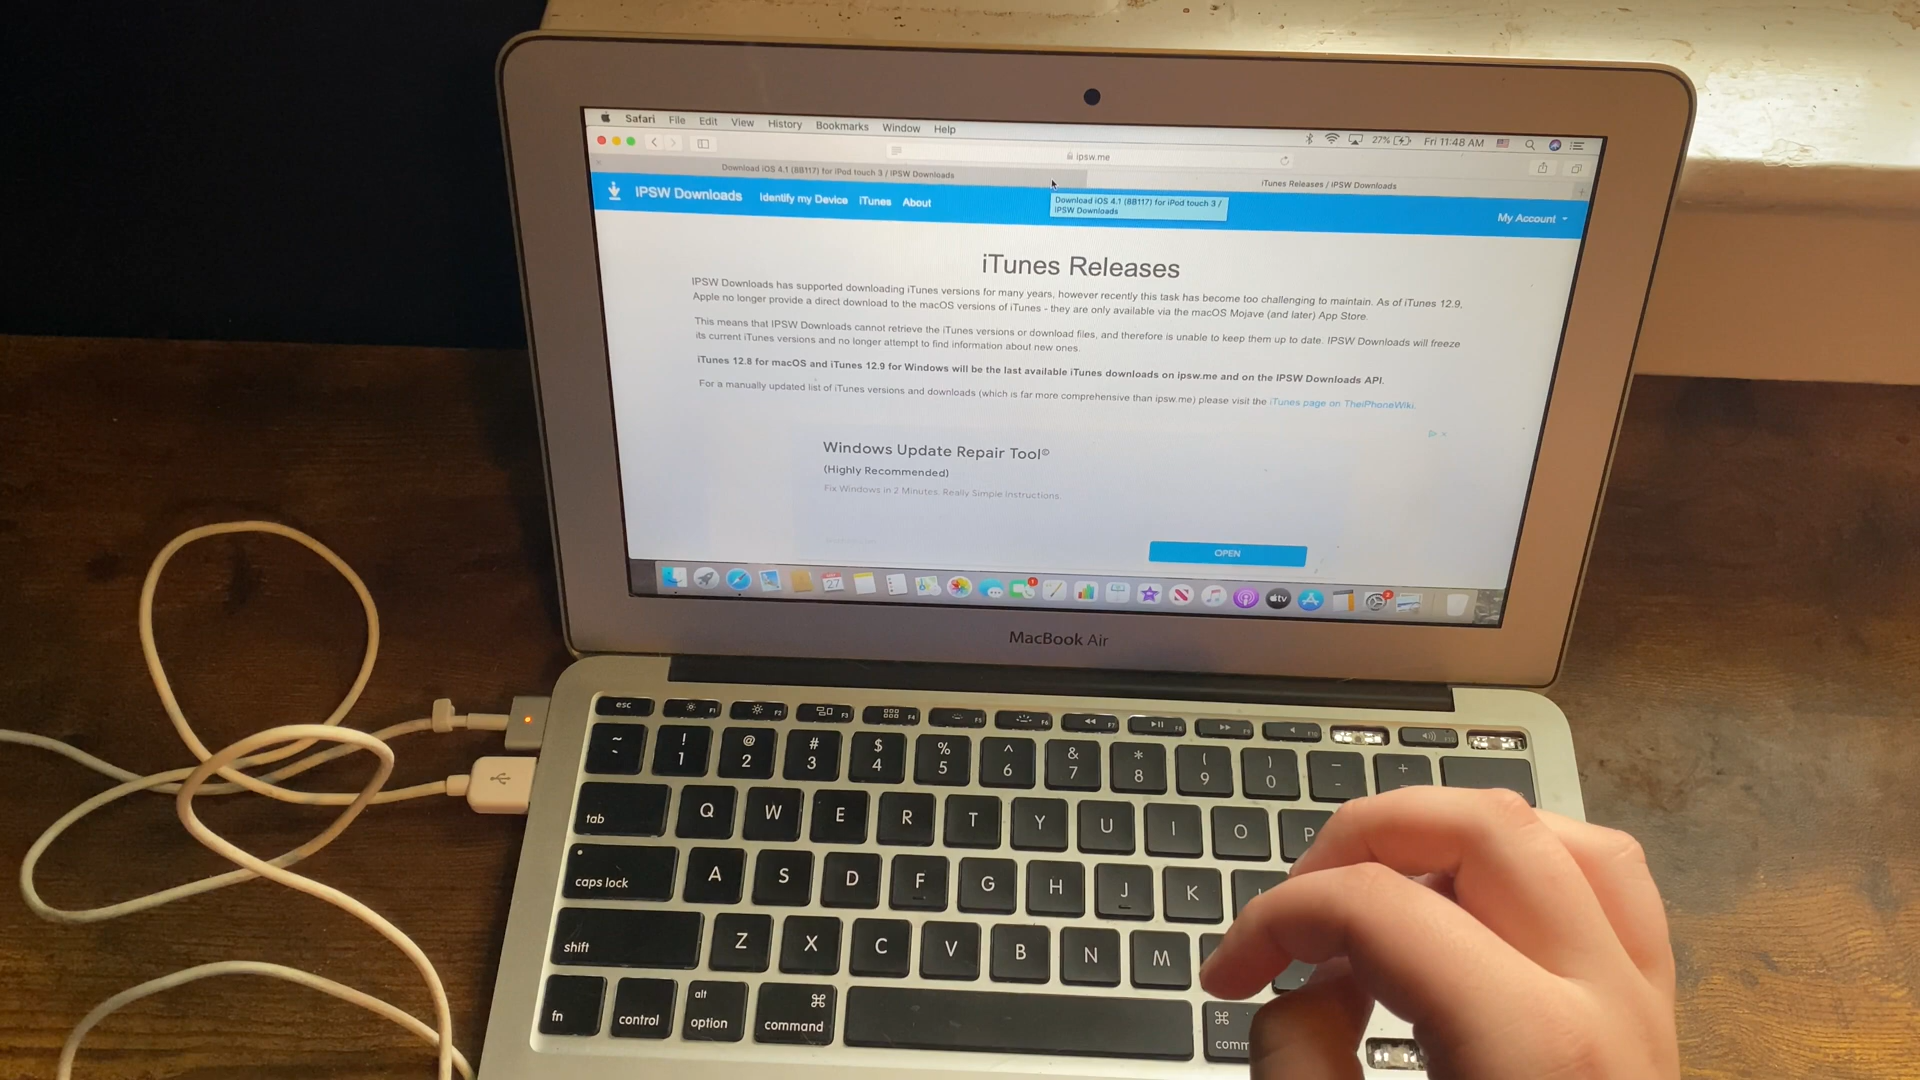 Safari File Edit View History Bookmarks Window Help
27% Fri 11:48 AM
ipsw.me
Download iOS 4.1 (8B117) for iPod touch 3 / IPSW Downloads
iTunes Releases / IPSW Downloads
IPSW Downloads Identify my Device iTunes About
My Account
Download iOS 4.1 (8B117) for iPod touch 3 /
IPSW Downloads
iTunes Releases
IPSW Downloads has supported downloading iTunes versions for many years, however recently this task has become too challenging to maintain. As of iTunes 12.9,
Apple no longer provide a direct download to the macOS versions of iTunes - they are only available via the macOS Mojave (and later) App Store.
This means that IPSW Downloads cannot retrieve the iTunes versions or download files, and therefore is unable to keep them up to date. IPSW Downloads will freeze
its current iTunes versions and no longer attempt to find information about new ones.
iTunes 12.8 for macOS and iTunes 12.9 for Windows will be the last available iTunes downloads on ipsw.me and on the IPSW Downloads API.
For a manually updated list of iTunes versions and downloads (which is far more comprehensive than ipsw.me) please visit the iTunes page on TheiPhoneWiki.
Windows Update Repair Tool©
(Highly Recommended)
Fix Windows in 2 Minutes. Really Simple Instructions.
OPEN
27
tv
MacBook Air
esc F1 F2 F3 F4 F5 F6 F7
~ ! @ # $ % ^ & * ( ) _ +
` 1 2 3 4 5 6 7 8 9 0 -
tab Q W E R T Y U I O P
caps lock A S D F G H J K
shift Z X C V B N M
fn control alt option ⌘ command ⌘ comm